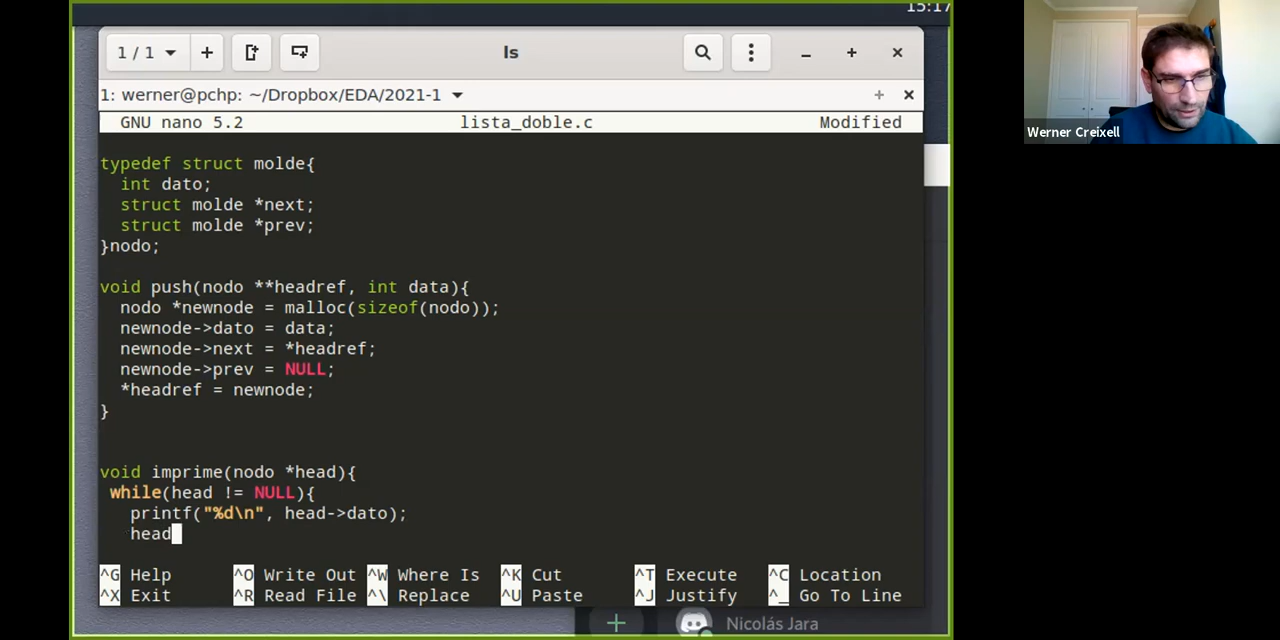 15:17
1 / 1
ls
1: werner@pchp: ~/Dropbox/EDA/2021-1
GNU nano 5.2 lista_doble.c Modified
typedef struct molde{
int dato;
struct molde *next;
struct molde *prev;
}nodo;
void push(nodo **headref, int data){
nodo *newnode = malloc(sizeof(nodo));
newnode->dato = data;
newnode->next = *headref;
newnode->prev = NULL;
*headref = newnode;
}
void imprime(nodo *head){
while(head != NULL){
printf("%d\n", head->dato);
head
^G Help ^O Write Out ^W Where Is ^K Cut ^T Execute ^C Location
^X Exit ^R Read File ^\ Replace ^U Paste ^J Justify ^_ Go To Line
Nicolás Jara
Werner Creixell